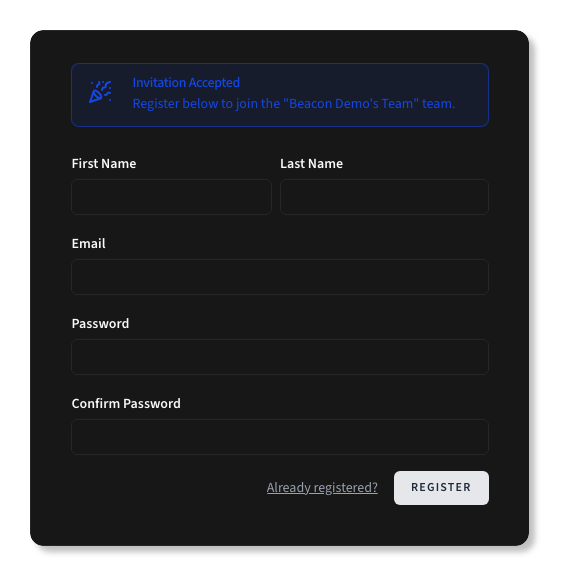 Invitation Accepted
Register below to join the "Beacon Demo's Team" team.
First Name
Last Name
Email
Password
Confirm Password
Already registered?
REGISTER